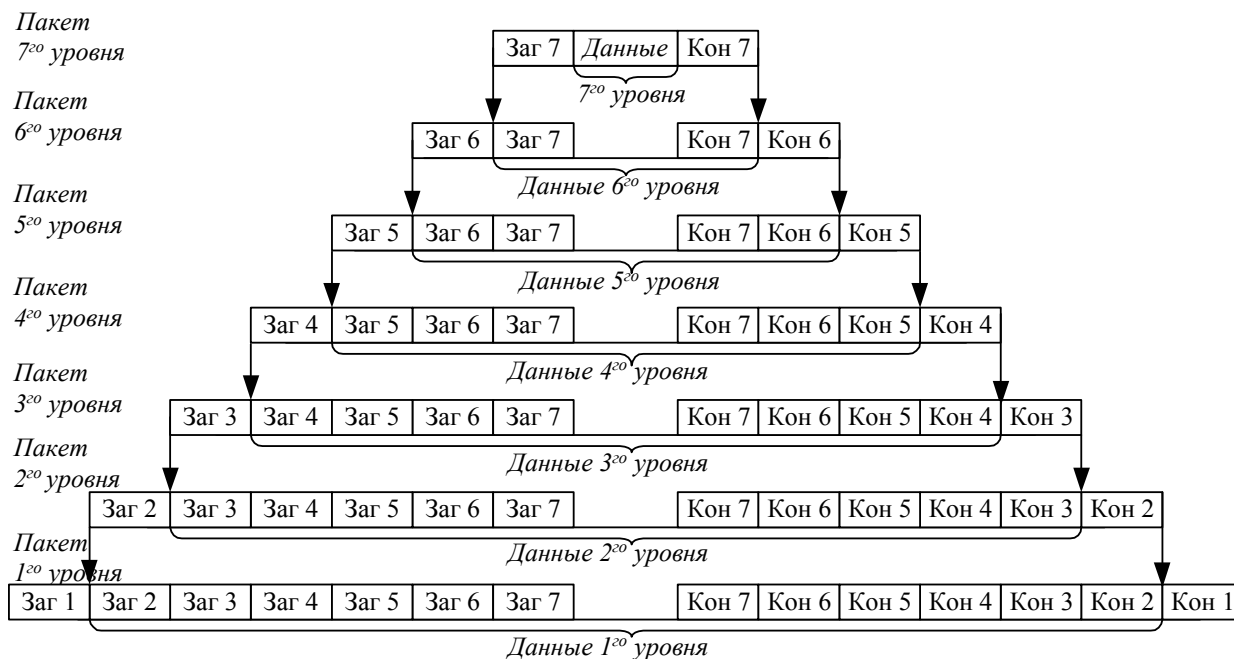 Пакет
7го уровня
Заг 7 Данные Кон 7
7го уровня
Пакет
6го уровня
Заг 6 Заг 7 Кон 7 Кон 6
Данные 6го уровня
Пакет
5го уровня
Заг 5 Заг 6 Заг 7 Кон 7 Кон 6 Кон 5
Данные 5го уровня
Пакет
4го уровня
Заг 4 Заг 5 Заг 6 Заг 7 Кон 7 Кон 6 Кон 5 Кон 4
Данные 4го уровня
Пакет
3го уровня
Заг 3 Заг 4 Заг 5 Заг 6 Заг 7 Кон 7 Кон 6 Кон 5 Кон 4 Кон 3
Данные 3го уровня
Пакет
2го уровня
Заг 2 Заг 3 Заг 4 Заг 5 Заг 6 Заг 7 Кон 7 Кон 6 Кон 5 Кон 4 Кон 3 Кон 2
Данные 2го уровня
Пакет
1го уровня
Заг 1 Заг 2 Заг 3 Заг 4 Заг 5 Заг 6 Заг 7 Кон 7 Кон 6 Кон 5 Кон 4 Кон 3 Кон 2 Кон 1
Данные 1го уровня